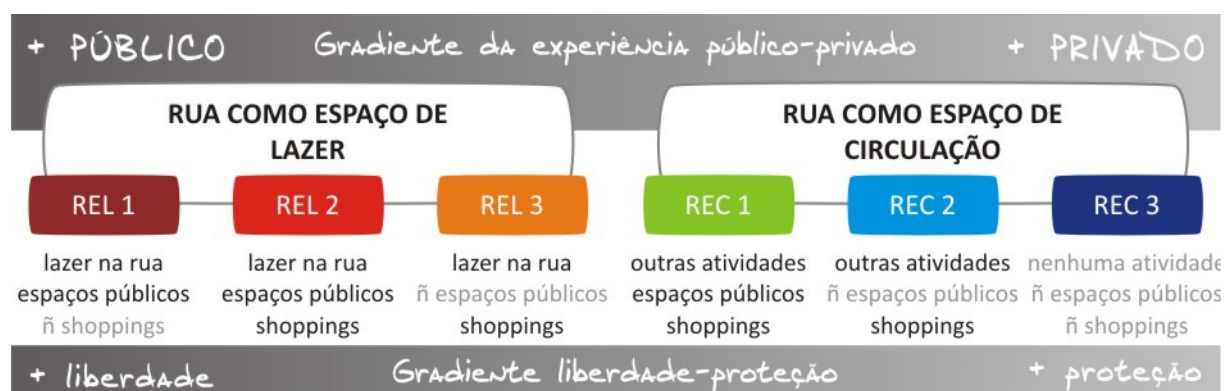 + PÚBLICO Gradiente da experiência público-privado + PRIVADO
RUA COMO ESPAÇO DE
LAZER
RUA COMO ESPAÇO DE
CIRCULAÇÃO
REL 1
REL 2
REL 3
REC 1
REC 2
REC 3
lazer na rua
espaços públicos
ñ shoppings
lazer na rua
espaços públicos
shoppings
lazer na rua
ñ espaços públicos
shoppings
outras atividades
espaços públicos
shoppings
outras atividades
ñ espaços públicos
shoppings
nenhuma atividade
ñ espaços públicos
ñ shoppings
+ liberdade Gradiente liberdade-proteção + proteção